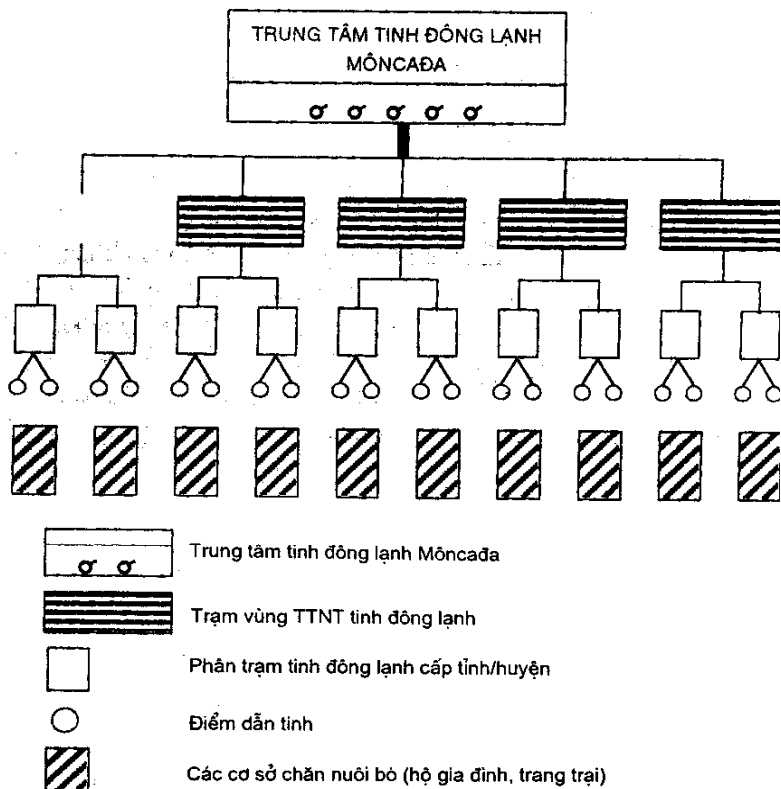 TRUNG TÂM TINH ĐÔNG LẠNH
MÔNCAĐA
Trung tâm tinh đông lạnh Môncađa
Trạm vùng TTNT tinh đông lạnh
Phân trạm tinh đông lạnh cấp tỉnh/huyện
Điểm dẫn tinh
Các cơ sở chăn nuôi bò (hộ gia đình, trang trại)